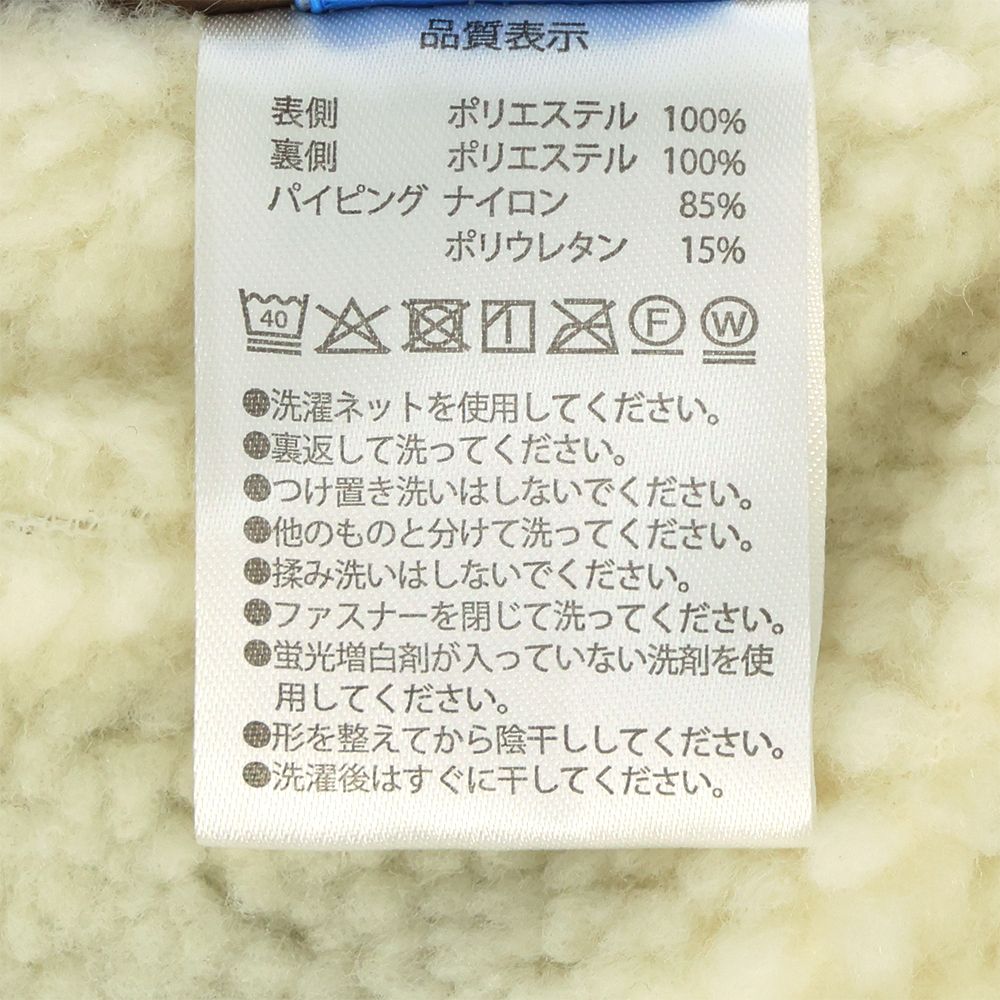 品質表示
表側 ポリエステル 100%
裏側 ポリエステル 100%
パイピング ナイロン 85%
ポリウレタン 15%
40 F W
●洗濯ネットを使用してください。
●裏返して洗ってください。
●つけ置き洗いはしないでください。
●他のものと分けて洗ってください。
●揉み洗いはしないでください。
●ファスナーを閉じて洗ってください。
●蛍光増白剤が入っていない洗剤を使
用してください。
●形を整えてから陰干ししてください。
●洗濯後はすぐに干してください。